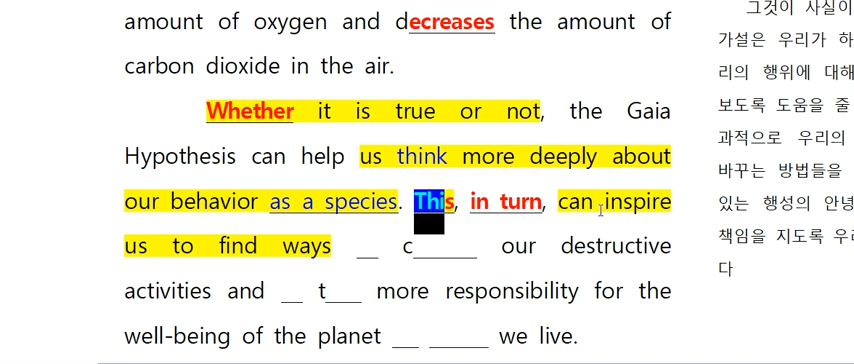 amount of oxygen and decreases the amount of
carbon dioxide in the air.
Whether it is true or not, the Gaia
Hypothesis can help us think more deeply about
our behavior as a species. This, in turn, can inspire
us to find ways __ c______ our destructive
activities and __ t___ more responsibility for the
well-being of the planet __ _____ we live.
그것이 사실이
가설은 우리가 하
리의 행위에 대해
보도록 도움을 줄
과적으로 우리의
바꾸는 방법들을
있는 행성의 안녕
책임을 지도록 우리
다